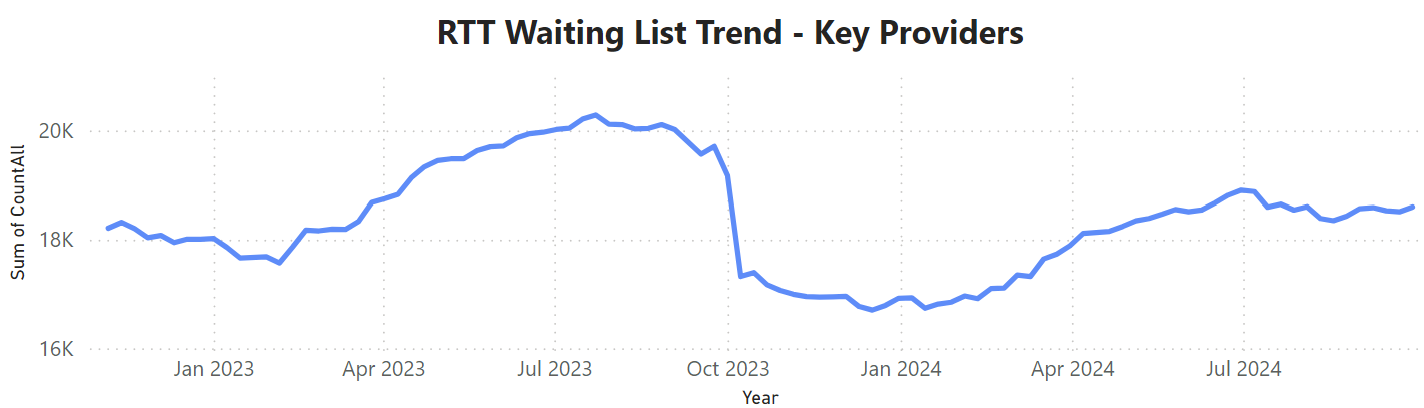 RTT Waiting List Trend - Key Providers
20K
18K
16K
Sum of CountAll
Jan 2023 Apr 2023 Jul 2023 Oct 2023 Jan 2024 Apr 2024 Jul 2024
Year